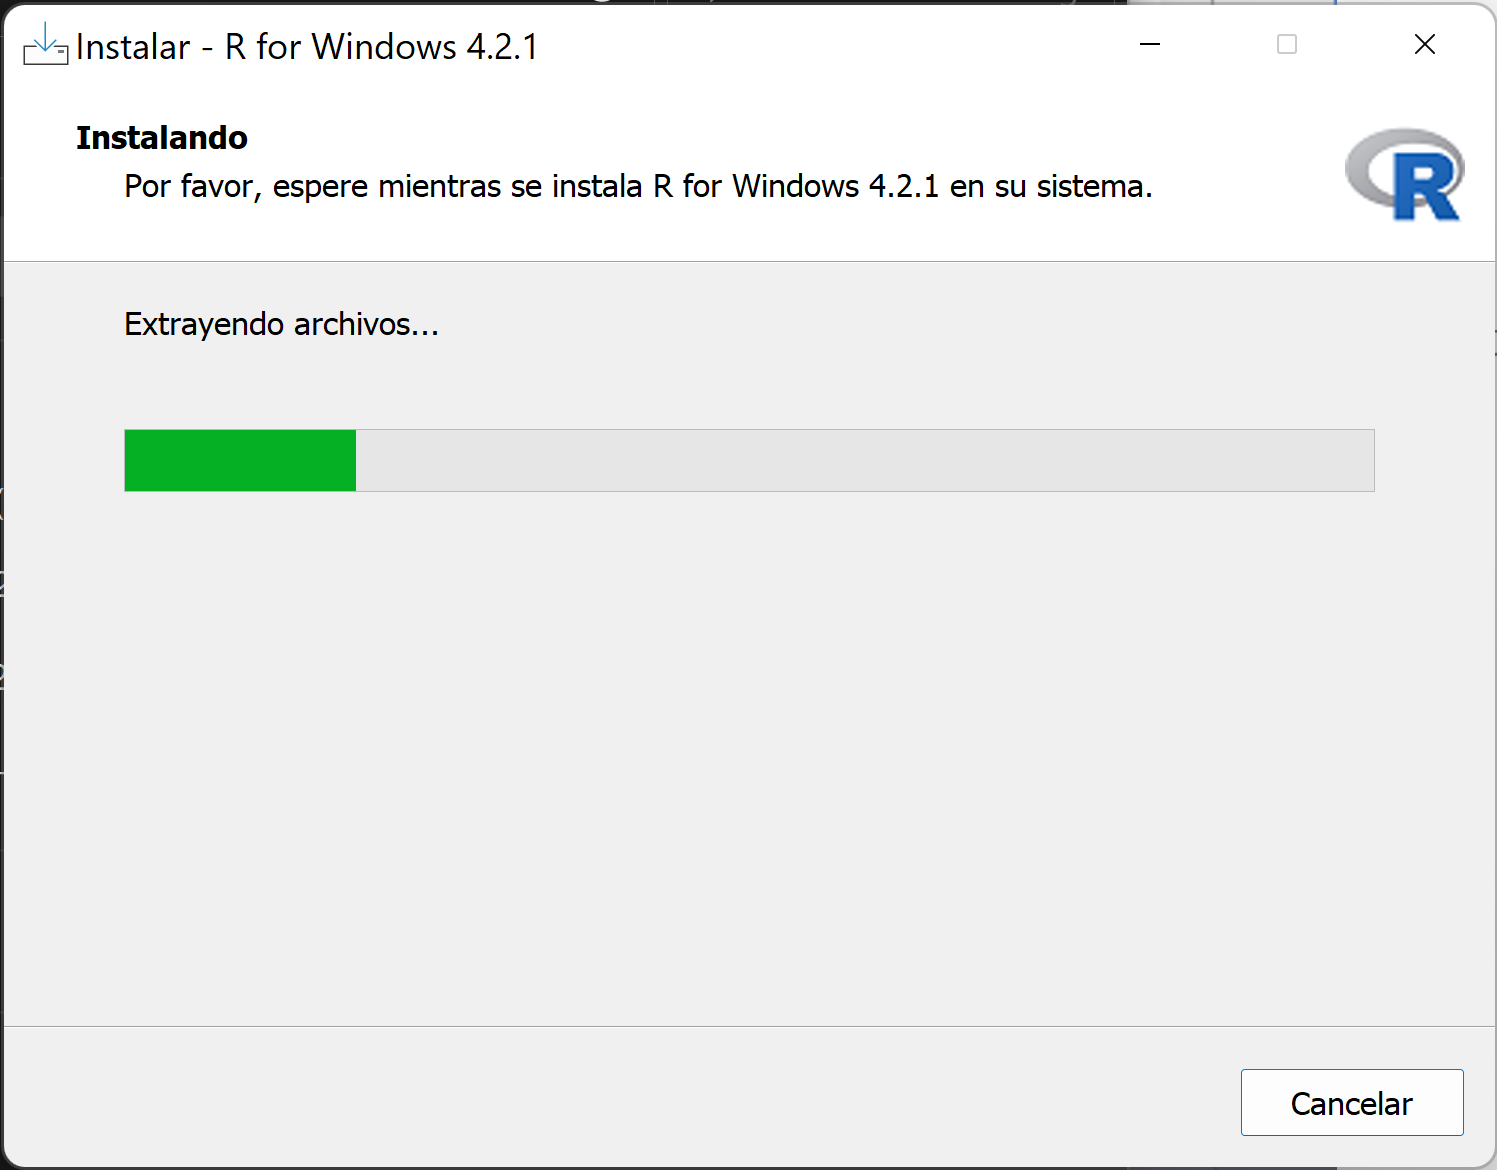 Instalar - R for Windows 4.2.1
Instalando
Por favor, espere mientras se instala R for Windows 4.2.1 en su sistema.
R
Extrayendo archivos...
Cancelar